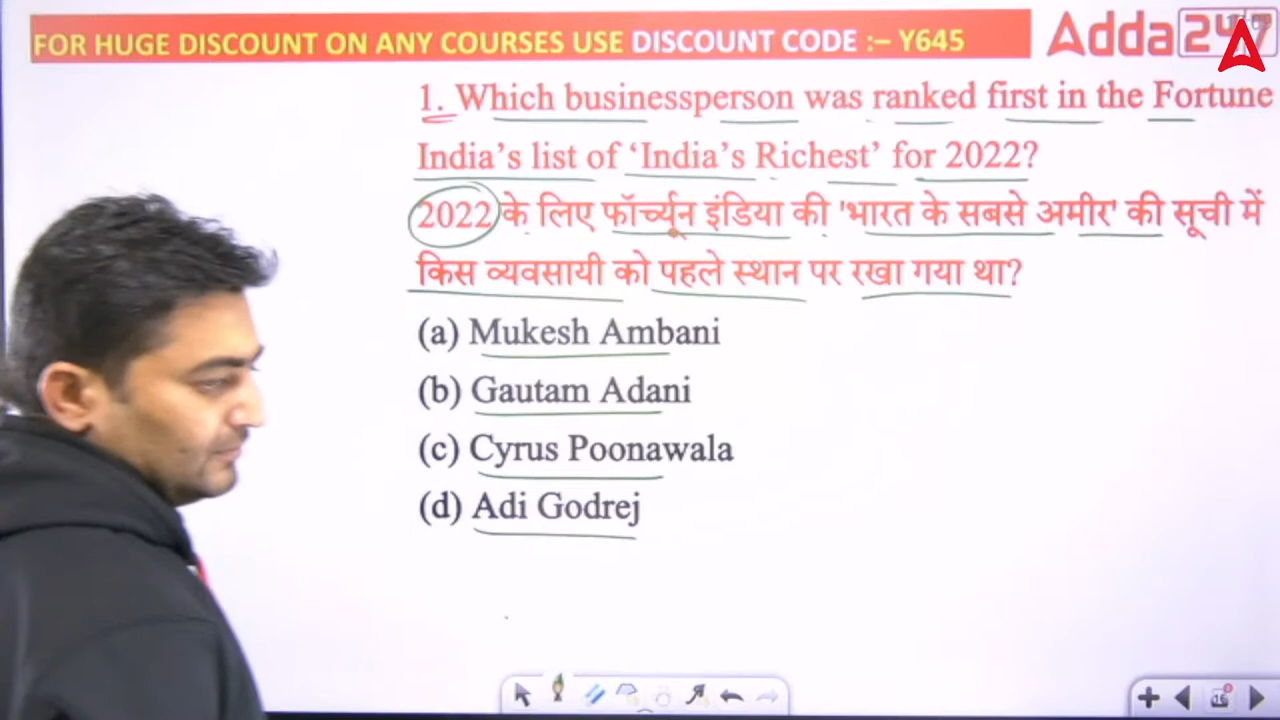 FOR HUGE DISCOUNT ON ANY COURSES USE DISCOUNT CODE :– Y645
Adda247
1. Which businessperson was ranked first in the Fortune
India's list of 'India's Richest' for 2022?
2022 के लिए फॉर्च्यून इंडिया की 'भारत के सबसे अमीर' की सूची में
किस व्यवसायी को पहले स्थान पर रखा गया था?
(a) Mukesh Ambani
(b) Gautam Adani
(c) Cyrus Poonawala
(d) Adi Godrej